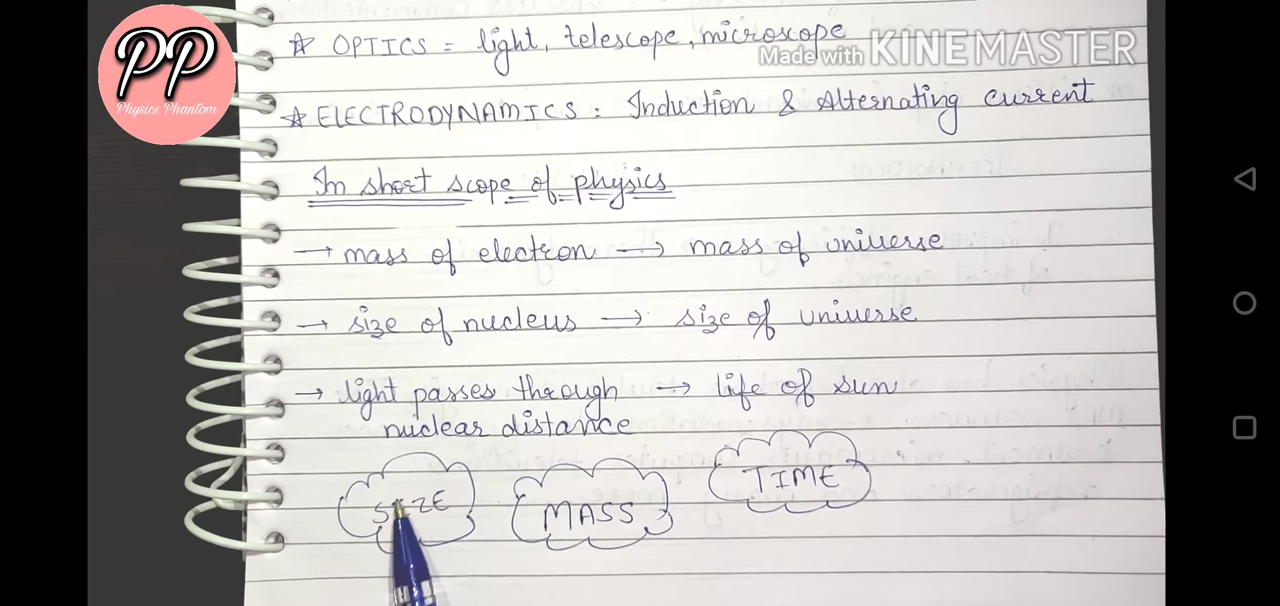 PP
Physics Phantom
Made with KINEMASTER
☆ OPTICS = light, telescope, microscope
☆ ELECTRODYNAMICS : Induction & Alternating current
In short scope of physics
→ mass of electron → mass of universe
→ size of nucleus → size of universe
→ light passes through → life of sun
nuclear distance
SIZE MASS TIME